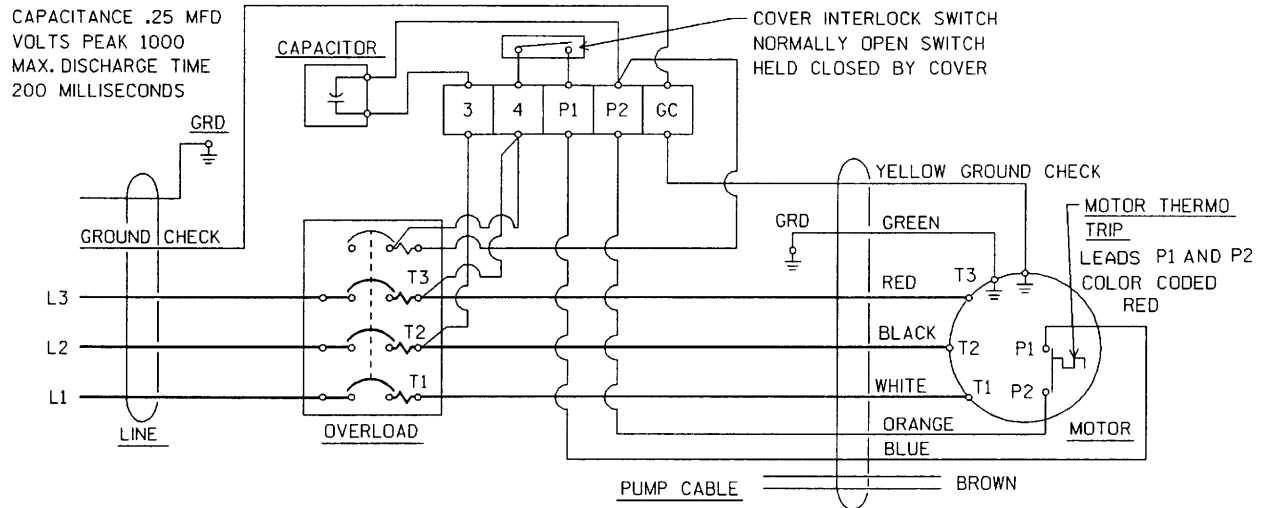 CAPACITANCE .25 MFD
VOLTS PEAK 1000
MAX. DISCHARGE TIME
200 MILLISECONDS
CAPACITOR
COVER INTERLOCK SWITCH
NORMALLY OPEN SWITCH
HELD CLOSED BY COVER
3 4 P1 P2 GC
GRD
GROUND CHECK
YELLOW GROUND CHECK
GRD
GREEN
MOTOR THERMO
TRIP
LEADS P1 AND P2
COLOR CODED
RED
L3
T3
RED
T3
L2
T2
BLACK
T2
P1
L1
T1
WHITE
T1
P2
LINE
OVERLOAD
ORANGE
MOTOR
BLUE
PUMP CABLE
BROWN